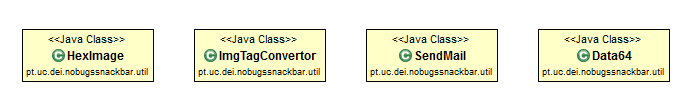 <<Java Class>>
HexImage
pt.uc.dei.nobugssnackbar.util
<<Java Class>>
ImgTagConvertor
pt.uc.dei.nobugssnackbar.util
<<Java Class>>
SendMail
pt.uc.dei.nobugssnackbar.util
<<Java Class>>
Data64
pt.uc.dei.nobugssnackbar.util